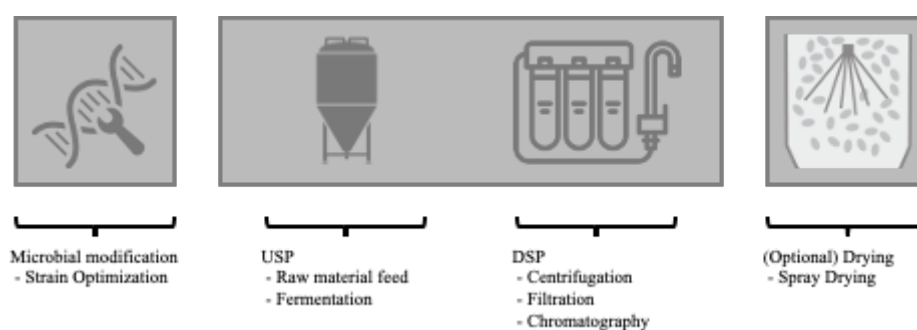 Microbial modification
- Strain Optimization
USP
- Raw material feed
- Fermentation
DSP
- Centrifugation
- Filtration
- Chromatography
(Optional) Drying
- Spray Drying